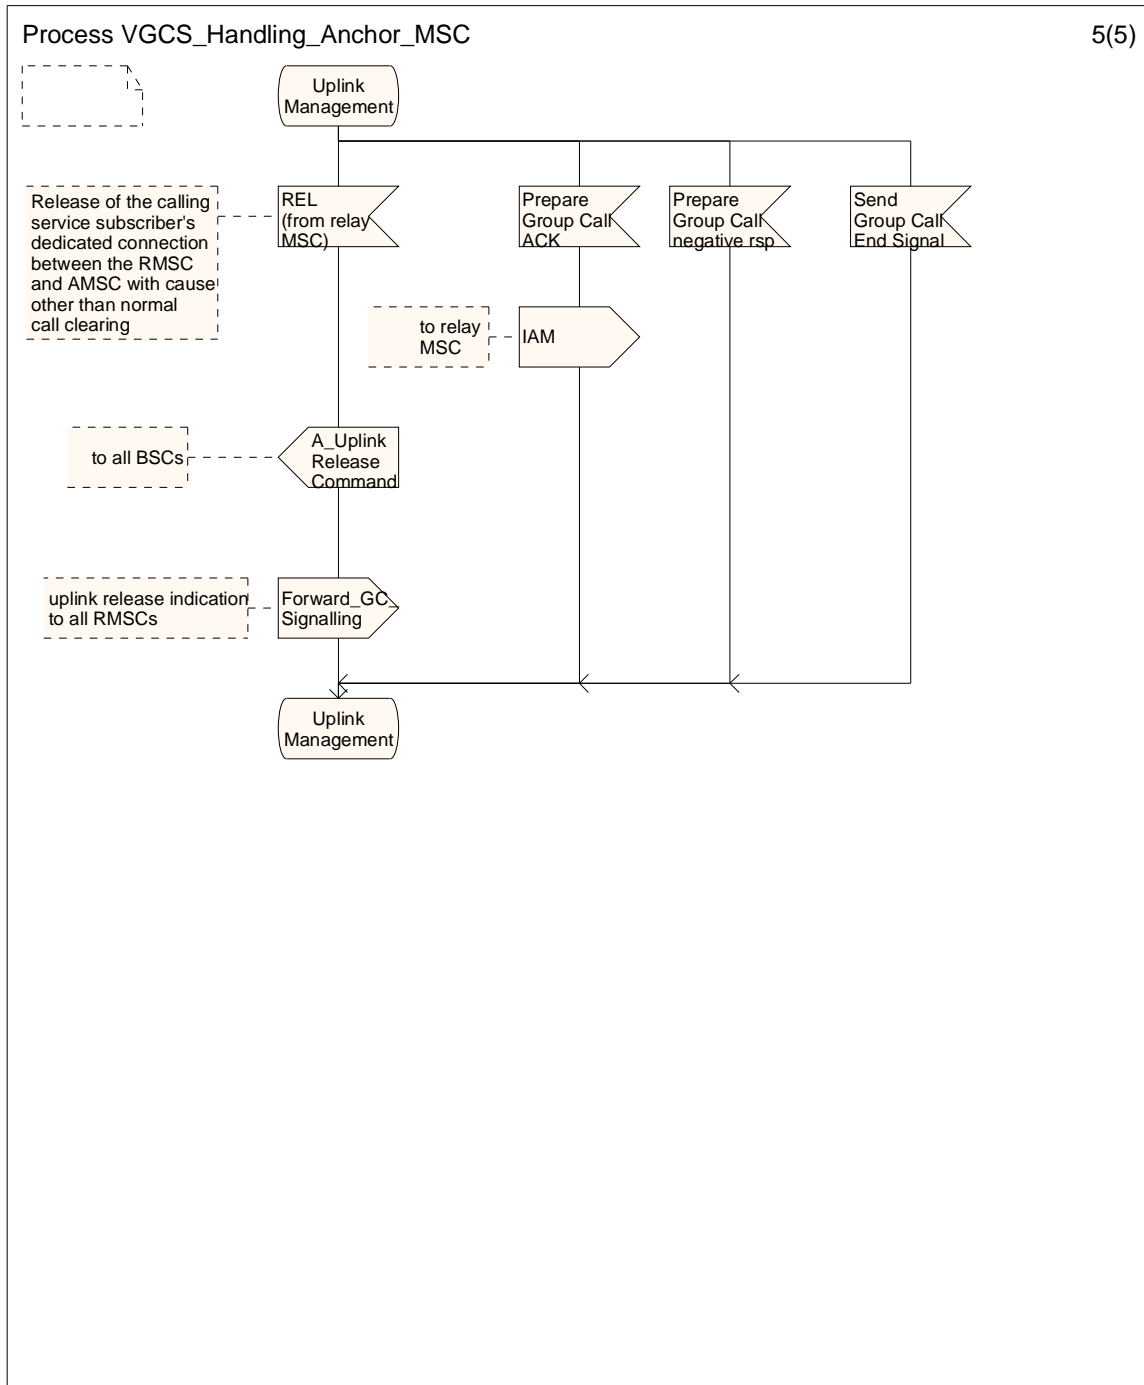 Process VGCS_Handling_Anchor_MSC
5(5)
Uplink
Management
Release of the calling
service subscriber's
dedicated connection
between the RMSC
and AMSC with cause
other than normal
call clearing
REL
(from relay
MSC)
Prepare
Group Call
ACK
Prepare
Group Call
negative rsp
Send
Group Call
End Signal
to relay
MSC
IAM
to all BSCs
A_Uplink
Release
Command
uplink release indication
to all RMSCs
Forward_GC_
Signalling
Uplink
Management